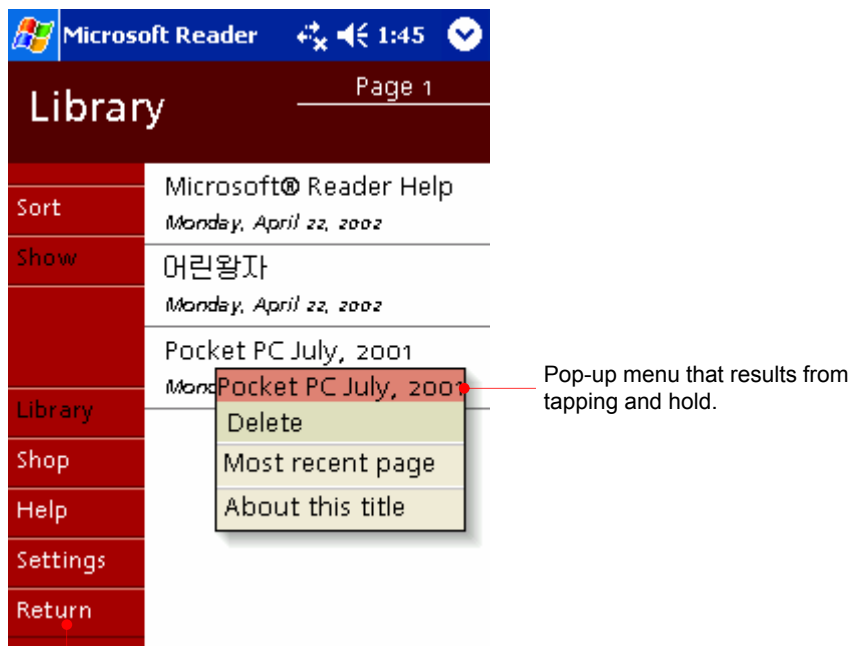 Microsoft Reader 1:45
Library
Page 1
Sort
Show
Library
Shop
Help
Settings
Return
Microsoft® Reader Help
Monday, April 22, 2002
어린왕자
Monday, April 22, 2002
Pocket PC July, 2001
Pocket PC July, 2001
Delete
Most recent page
About this title
Pop-up menu that results from
tapping and hold.